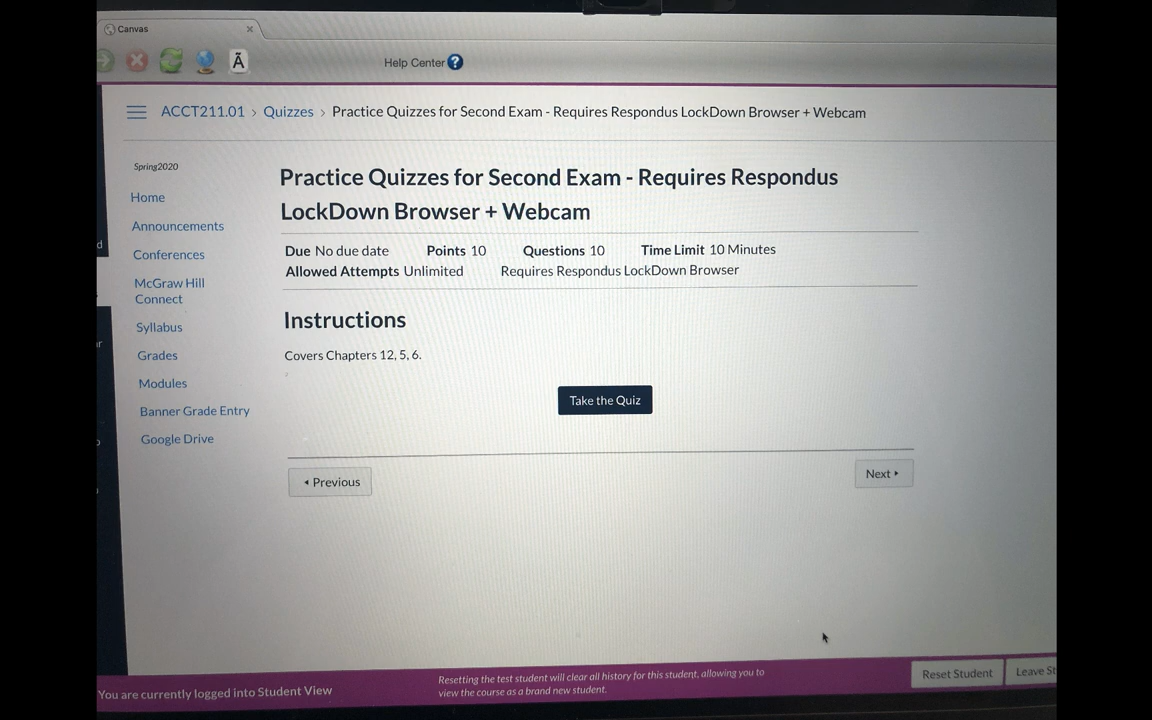 Canvas
Ã
Help Center ?
ACCT211.01 › Quizzes › Practice Quizzes for Second Exam - Requires Respondus LockDown Browser + Webcam
Spring2020
Home
Announcements
Conferences
McGraw Hill
Connect
Syllabus
Grades
Modules
Banner Grade Entry
Google Drive
Practice Quizzes for Second Exam - Requires Respondus
LockDown Browser + Webcam
Due No due date Points 10 Questions 10 Time Limit 10 Minutes
Allowed Attempts Unlimited Requires Respondus LockDown Browser
Instructions
Covers Chapters 12, 5, 6.
Take the Quiz
Previous
Next
You are currently logged into Student View
Resetting the test student will clear all history for this student, allowing you to
view the course as a brand new student.
Reset Student
Leave St